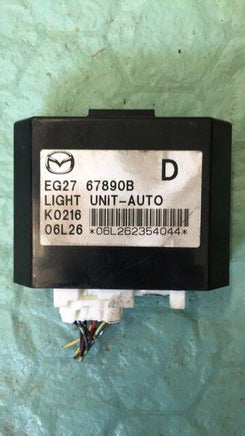 D
EG27 67890B
LIGHT UNIT-AUTO
K0216
06L26 *06L262354044*